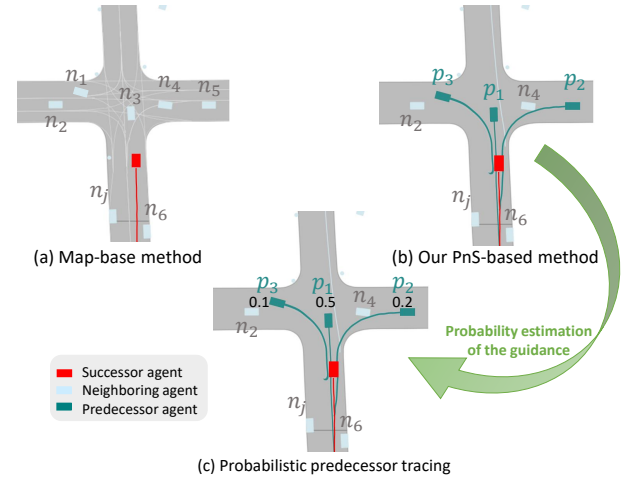 n₁
n₂
n₃
n₄
n₅
nⱼ
n₆
(a) Map-base method
p₃
p₁
n₄
p₂
n₂
nⱼ
n₆
(b) Our PnS-based method
p₃
0.1
p₁
0.5
n₄
p₂
0.2
n₂
nⱼ
n₆
Probability estimation
of the guidance
Successor agent
Neighboring agent
Predecessor agent
(c) Probabilistic predecessor tracing